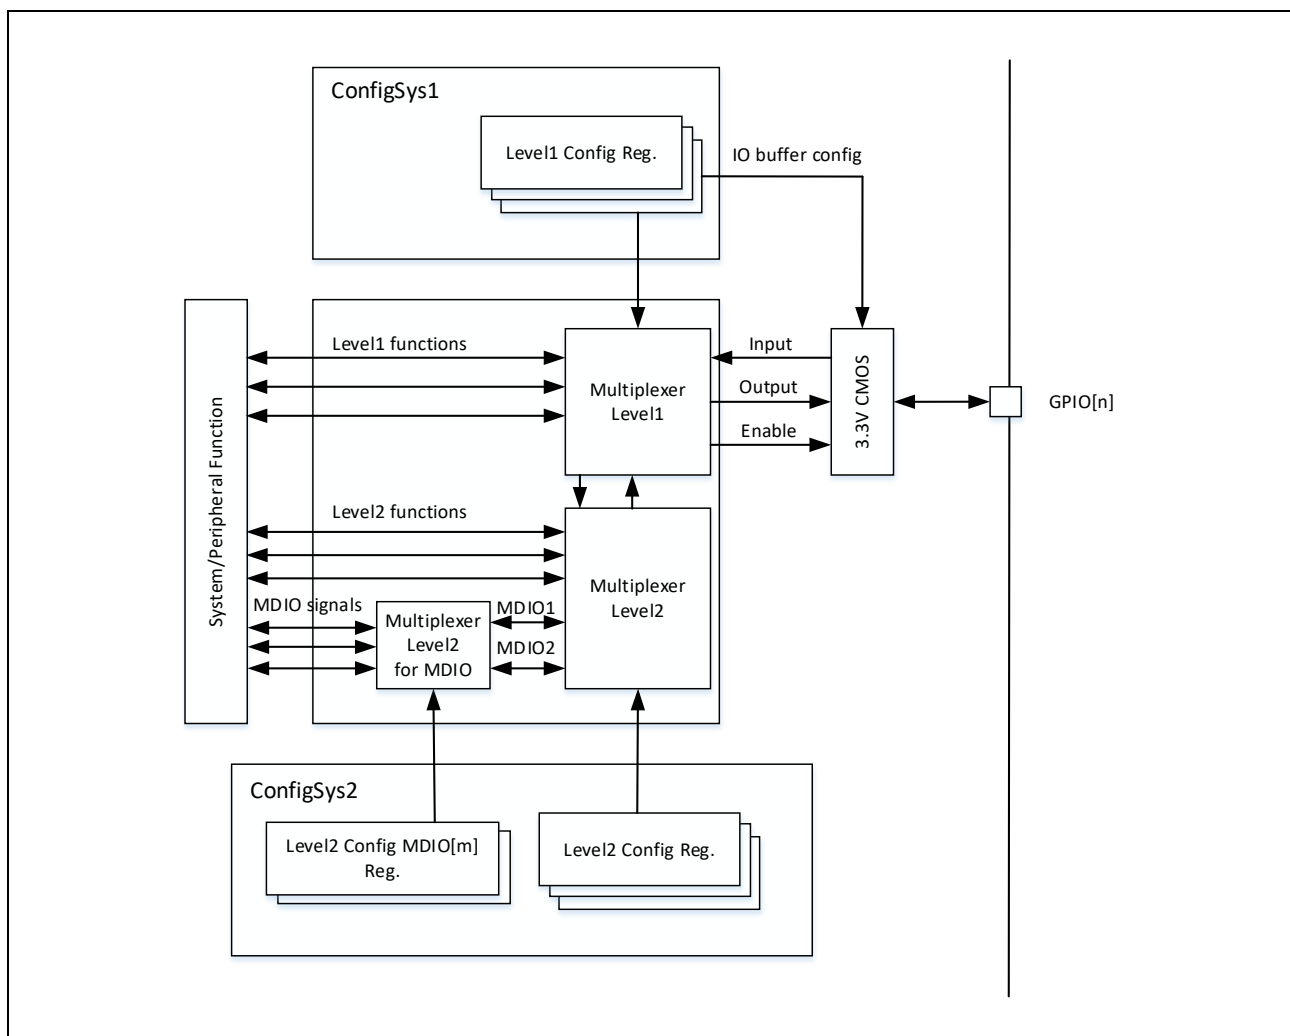 ConfigSys1
Level1 Config Reg.
IO buffer config
System/Peripheral Function
Level1 functions
Multiplexer
Level1
Input
Output
Enable
3.3V CMOS
GPIO[n]
Level2 functions
Multiplexer
Level2
MDIO signals
Multiplexer
Level2
for MDIO
MDIO1
MDIO2
ConfigSys2
Level2 Config MDIO[m]
Reg.
Level2 Config Reg.